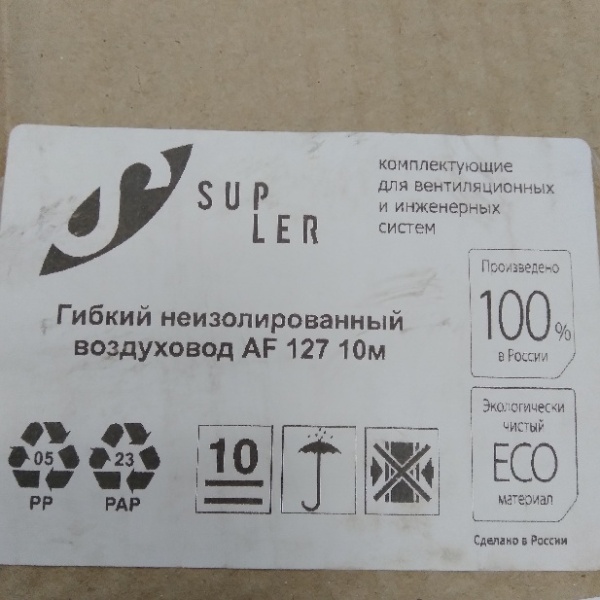 SUP
LER
комплектующие
для вентиляционных
и инженерных
систем
Гибкий неизолированный
воздуховод AF 127 10м
Произведено
100%
в России
Экологически
чистый
ECO
материал
05
PP
23
PAP
10
Сделано в России